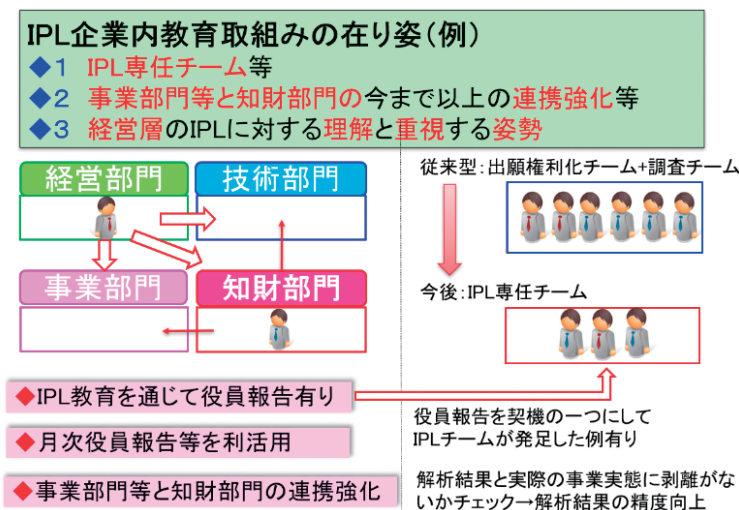 IPL企業内教育取組みの在り姿(例)
◆1 IPL専任チーム等
◆2 事業部門等と知財部門の今まで以上の連携強化等
◆3 経営層のIPLに対する理解と重視する姿勢
経営部門
技術部門
事業部門
知財部門
従来型:出願権利化チーム+調査チーム
今後:IPL専任チーム
◆IPL教育を通じて役員報告有り
◆月次役員報告等を利活用
◆事業部門等と知財部門の連携強化
役員報告を契機の一つにして
IPLチームが発足した例有り
解析結果と実際の事業実態に剥離がな
いかチェック→解析結果の精度向上